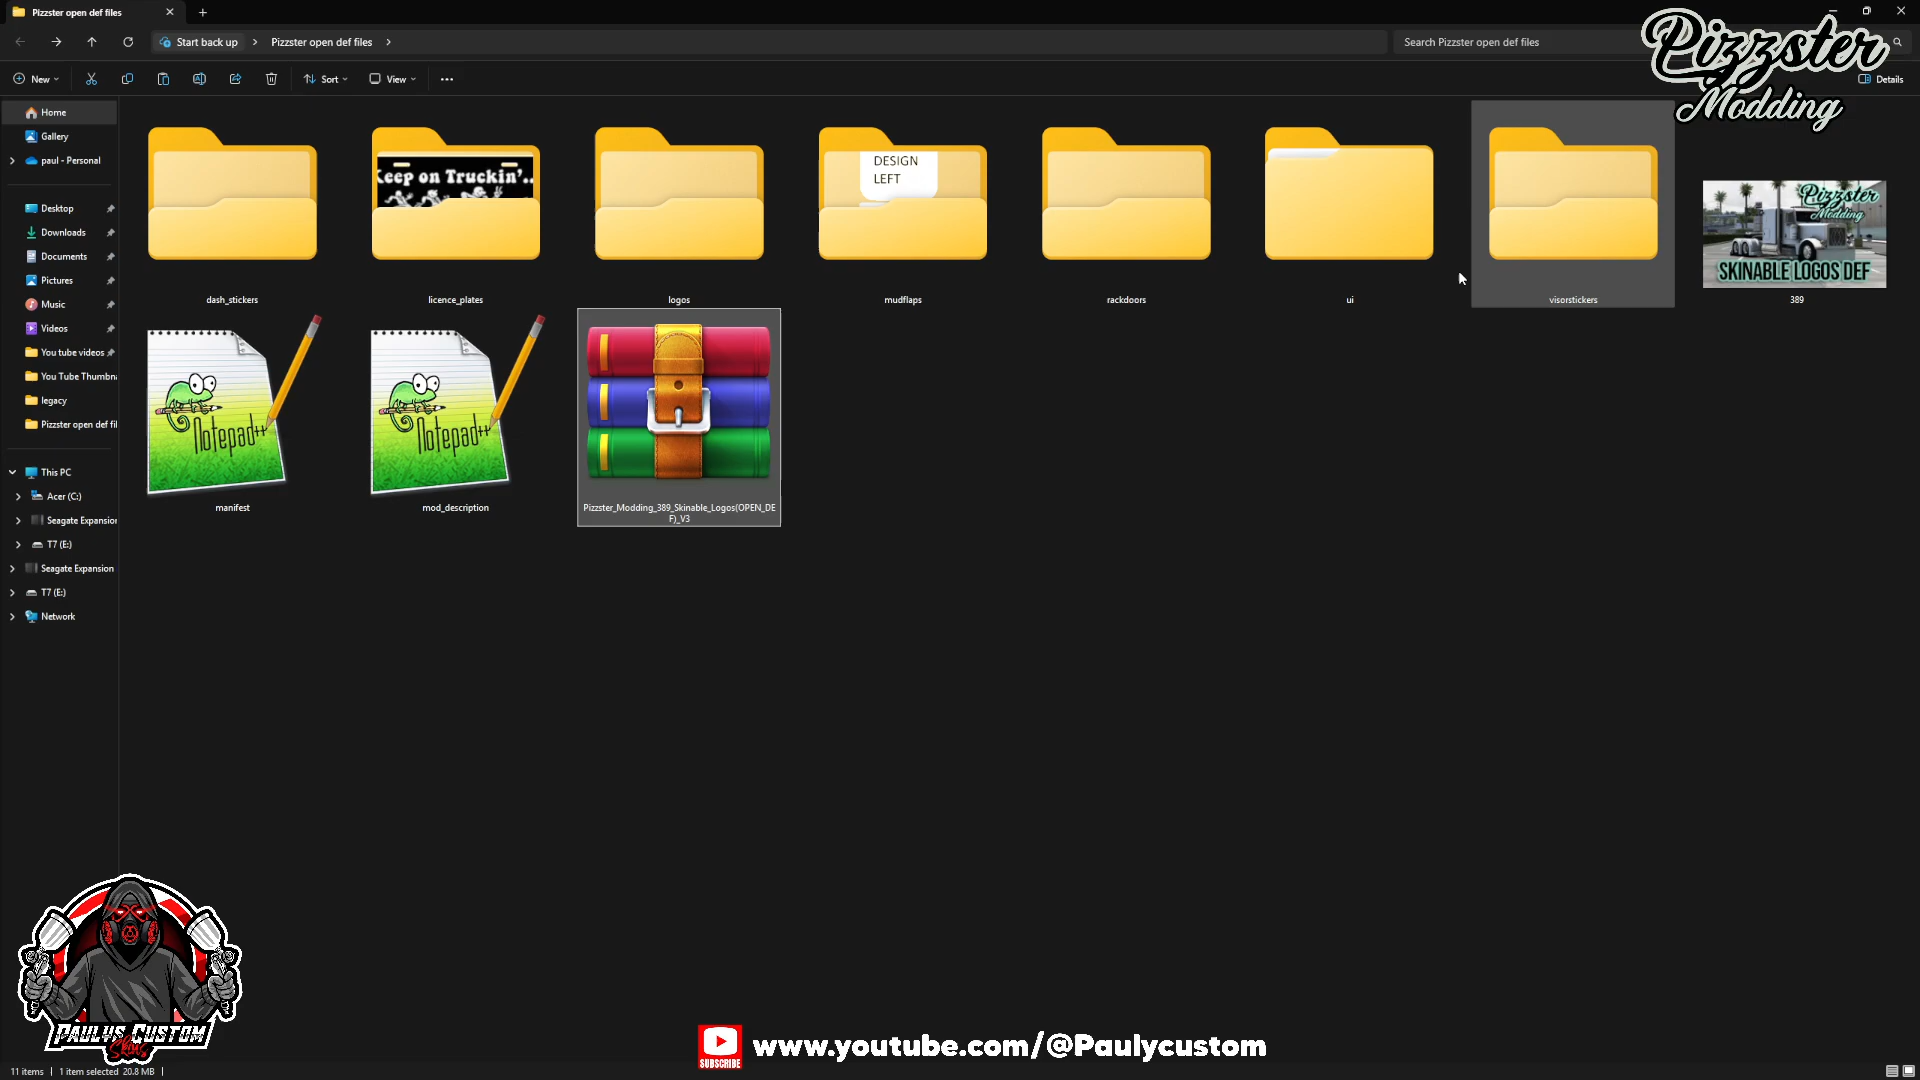 Pizzster open def files
Start back up > Pizzster open def files >
Search Pizzster open def files
Pizzster
Modding
New
Sort
View
Details
Home
Gallery
paul - Personal
Desktop
Downloads
Documents
Pictures
Music
Videos
You tube videos
You Tube Thumbn
legacy
Pizzster open def fil
This PC
Acer (C:)
Seagate Expansion
T7 (E:)
Seagate Expansion
T7 (E:)
Network
Keep on Truckin'..
DESIGN
LEFT
Pizzster
Modding
SKINABLE LOGOS DEF
dash_stickers
licence_plates
logos
mudflaps
rackdoors
ui
visorstickers
389
Notepad++
Notepad++
manifest
mod_description
Pizzster_Modding_389_Skinable_Logos(OPEN_DE
F)_V3
PAULYS CUSTOM
Skins
SUBSCRIBE
www.youtube.com/@Paulycustom
11 items
1 item selected 20.8 MB